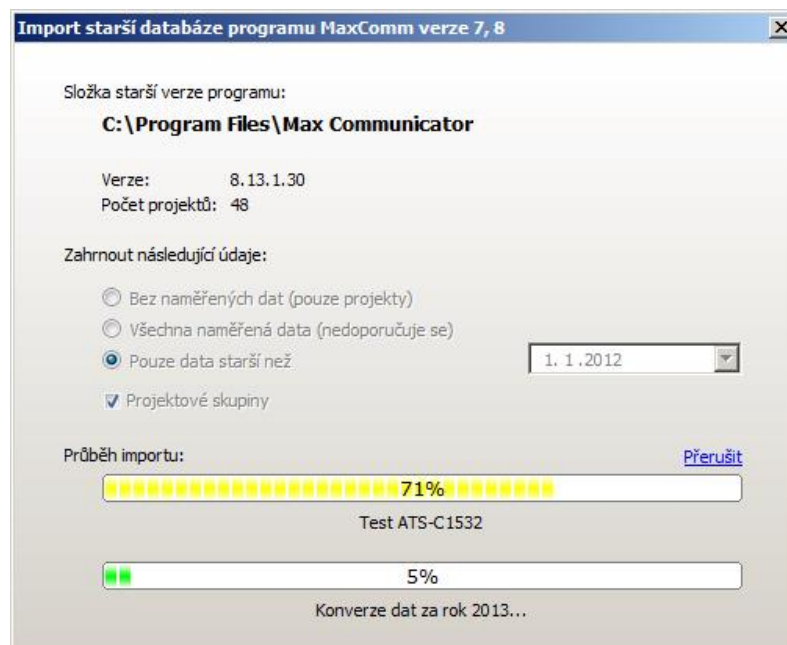 Import starší databáze programu MaxComm verze 7, 8
Složka starší verze programu:
C:\Program Files\Max Communicator
Verze: 8.13.1.30
Počet projektů: 48
Zahrnout následující údaje:
Bez naměřených dat (pouze projekty)
Všechna naměřená data (nedoporučuje se)
Pouze data starší než 1. 1 .2012
Projektové skupiny
Průběh importu: Přerušit
71%
Test ATS-C1532
5%
Konverze dat za rok 2013...